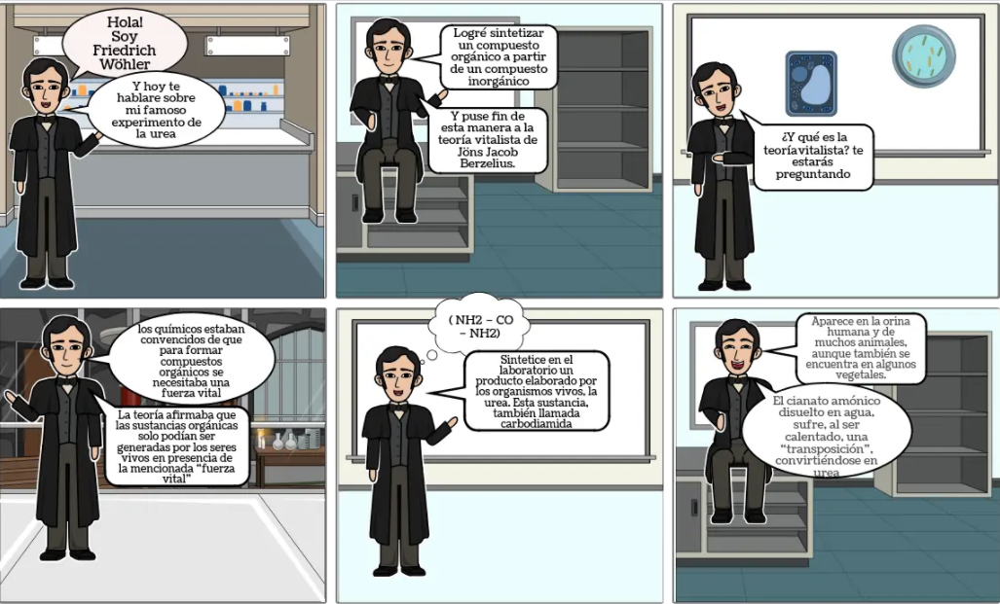 Hola!
Soy
Friedrich
Wöhler
Y hoy te
hablare sobre
mi famoso
experimento de
la urea
Logré sintetizar
un compuesto
orgánico a partir
de un compuesto
inorgánico
Y puse fin de
esta manera a la
teoría vitalista de
Jöns Jacob
Berzelius.
¿Y qué es la
teoríavitalista? te
estarás
preguntando
los químicos estaban
convencidos de que
para formar
compuestos
orgánicos se
necesitaba una
fuerza vital
La teoría afirmaba que
las sustancias orgánicas
solo podían ser
generadas por los seres
vivos en presencia de
la mencionada “fuerza
vital”
( NH2 – CO
– NH2)
Sintetice en el
laboratorio un
producto elaborado por
los organismos vivos, la
urea. Esta sustancia,
también llamada
carbodiamida
Aparece en la orina
humana y de
muchos animales,
aunque también se
encuentra en algunos
vegetales.
El cianato amónico
disuelto en agua,
sufre, al ser
calentado, una
“transposición”,
convirtiéndose en
urea